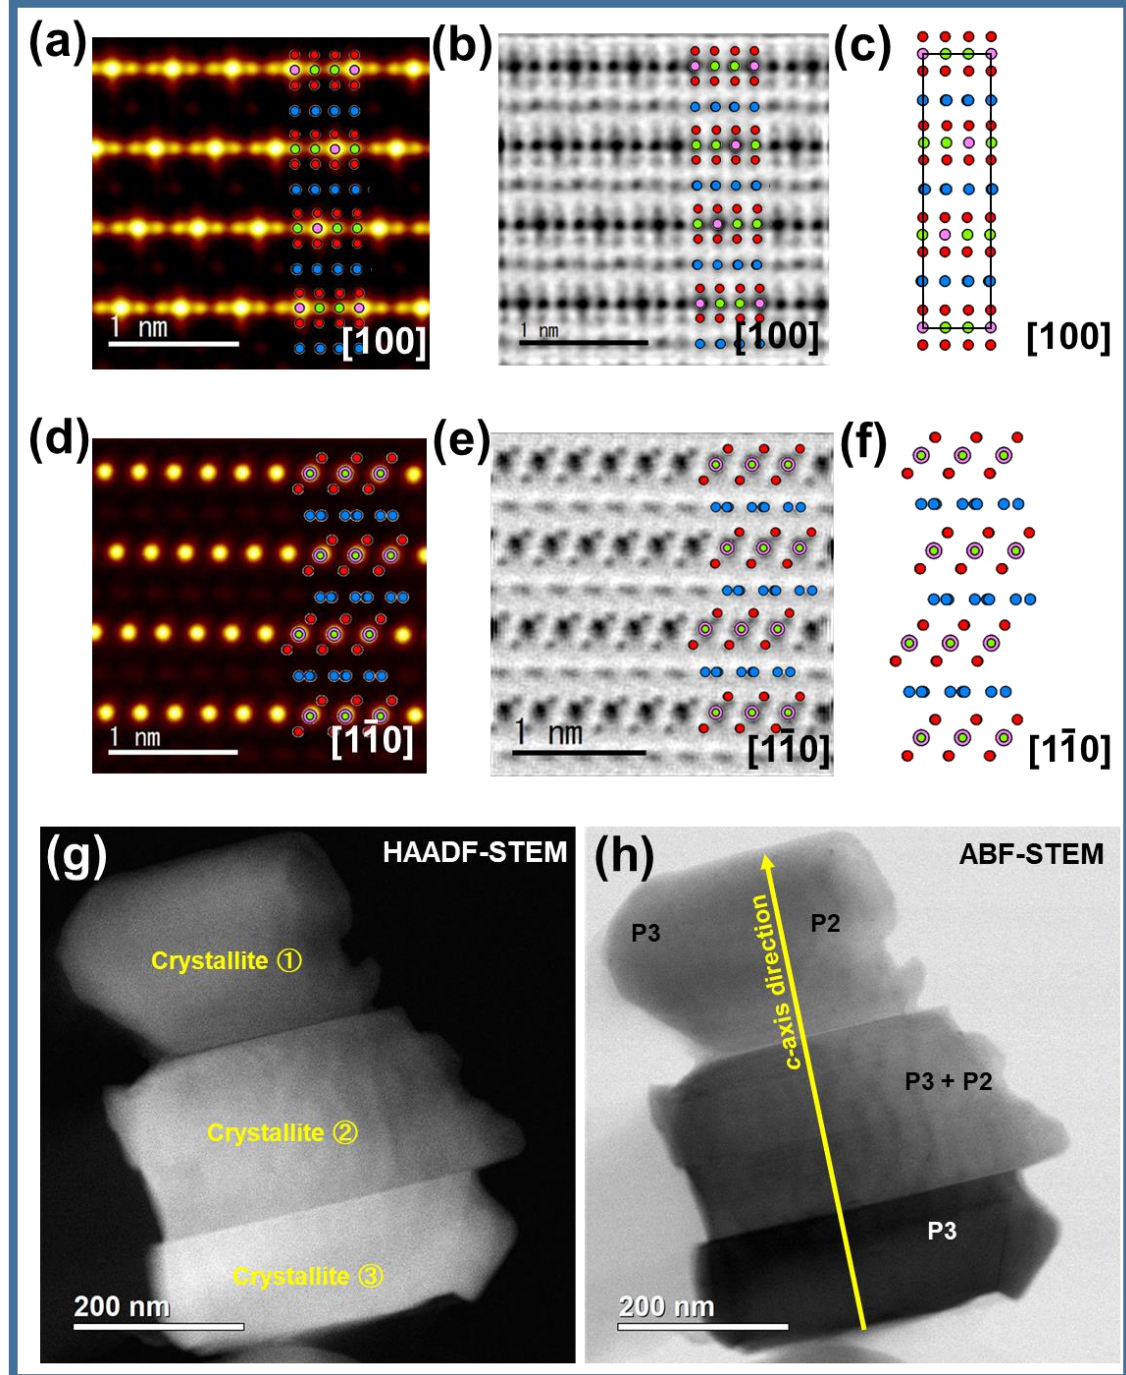 (a)
(b)
(c)
1 nm
[100]
1 nm
[100]
[100]
(d)
(e)
(f)
1 nm
[11̄0]
1 nm
[11̄0]
[11̄0]
(g)
HAADF-STEM
Crystallite ①
Crystallite ②
Crystallite ③
200 nm
(h)
ABF-STEM
P3
P2
c-axis direction
P3 + P2
P3
200 nm